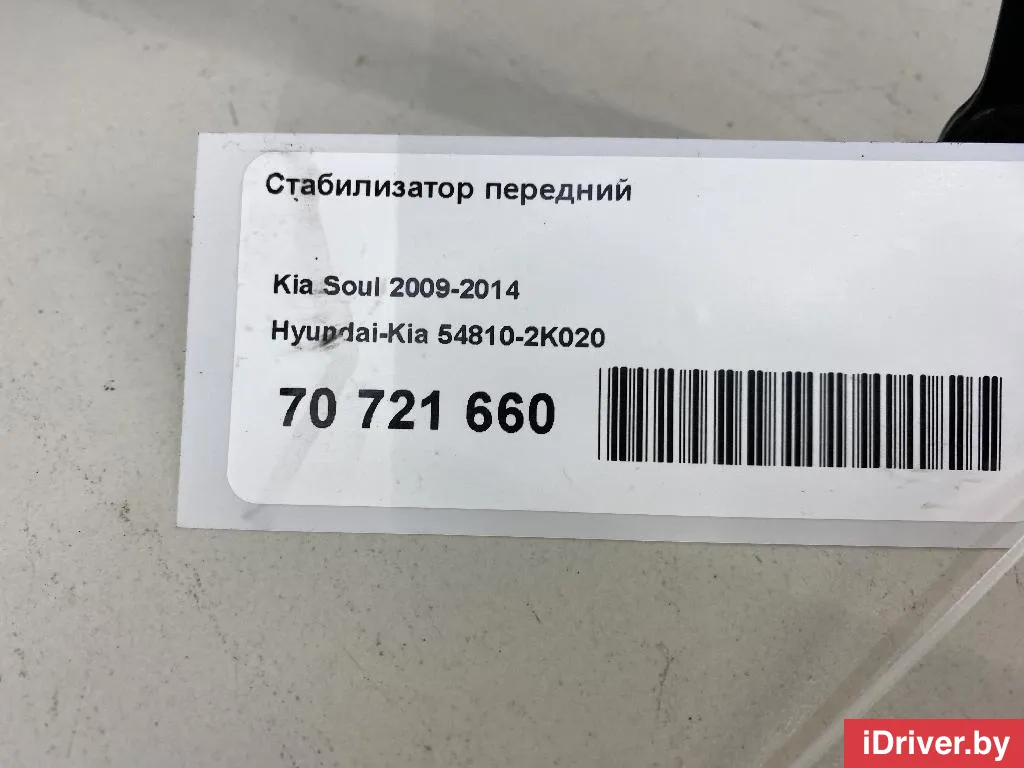 Стабилизатор передний
Kia Soul 2009-2014
Hyundai-Kia 54810-2K020
70 721 660
iDriver.by